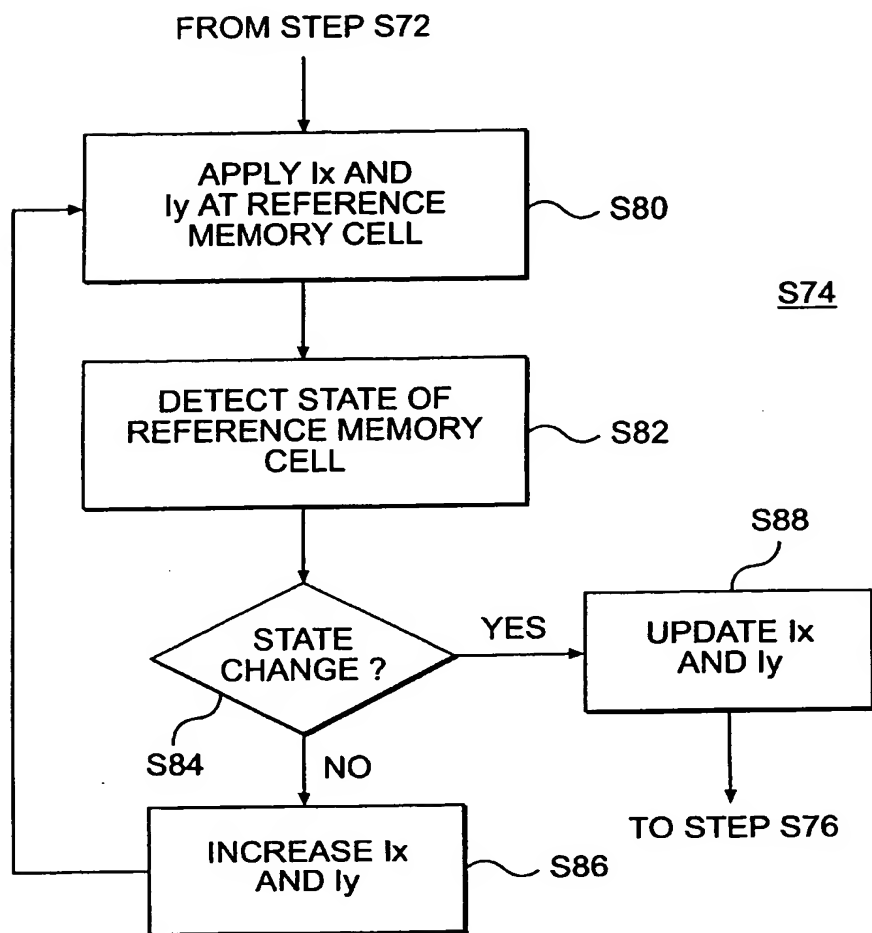 FROM STEP S72
APPLY Ix AND
Iy AT REFERENCE
MEMORY CELL
S80
S74
DETECT STATE OF
REFERENCE MEMORY
CELL
S82
S88
STATE
CHANGE ?
YES
UPDATE Ix
AND Iy
S84
NO
TO STEP S76
INCREASE Ix
AND Iy
S86